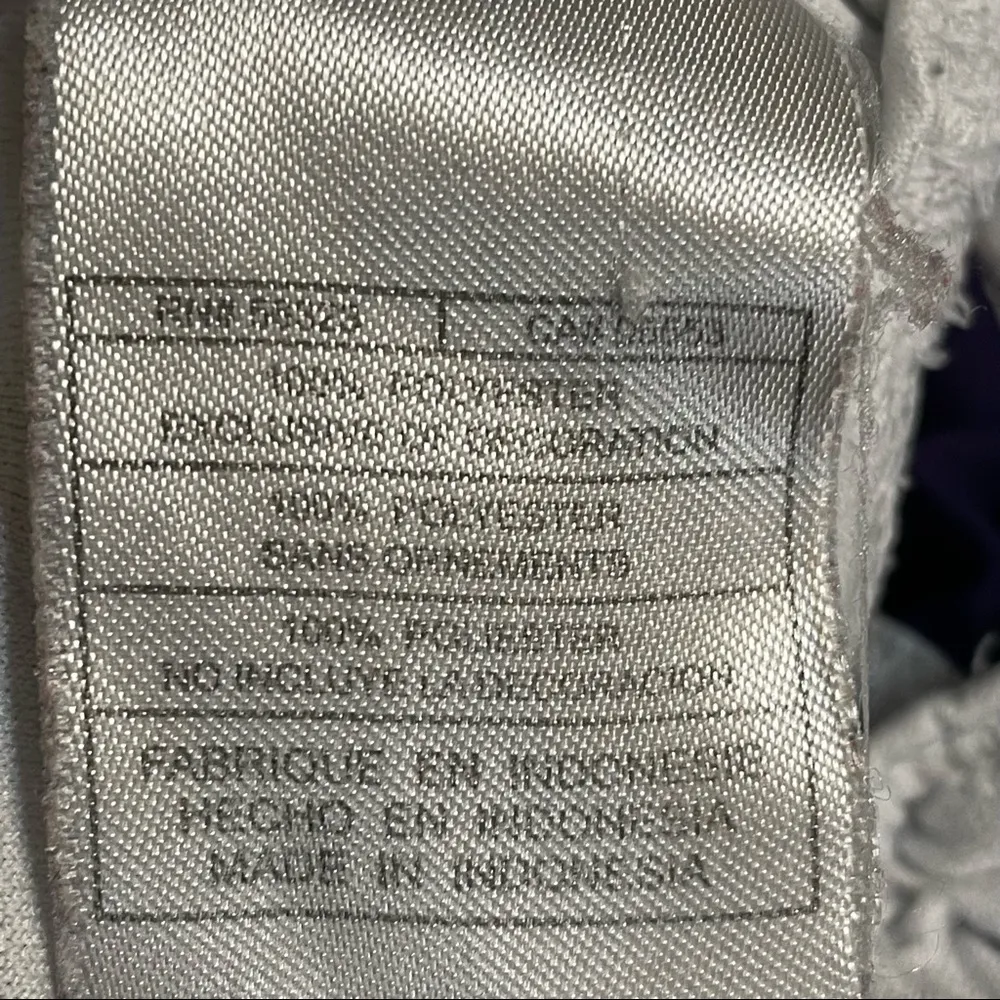 100% POLYESTER
EXCLUSIVE OF DECORATION
100% POLYESTER
SANS ORNEMENTS
100% POLIESTER
NO INCLUYE LA DECORACION
FABRIQUE EN INDONESIE
HECHO EN INDONESIA
MADE IN INDONESIA